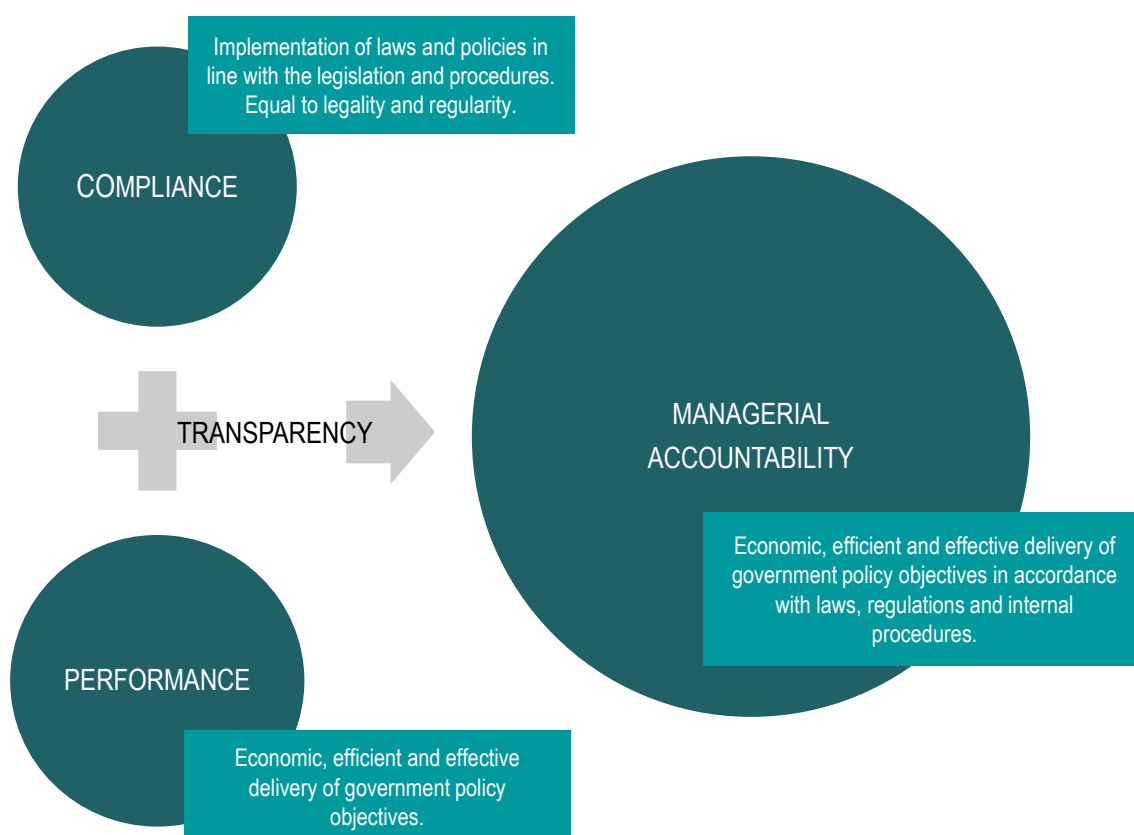 Implementation of laws and policies in
line with the legislation and procedures.
Equal to legality and regularity.
COMPLIANCE
TRANSPARENCY
MANAGERIAL
ACCOUNTABILITY
Economic, efficient and effective delivery of
government policy objectives in accordance
with laws, regulations and internal
procedures.
PERFORMANCE
Economic, efficient and effective
delivery of government policy
objectives.